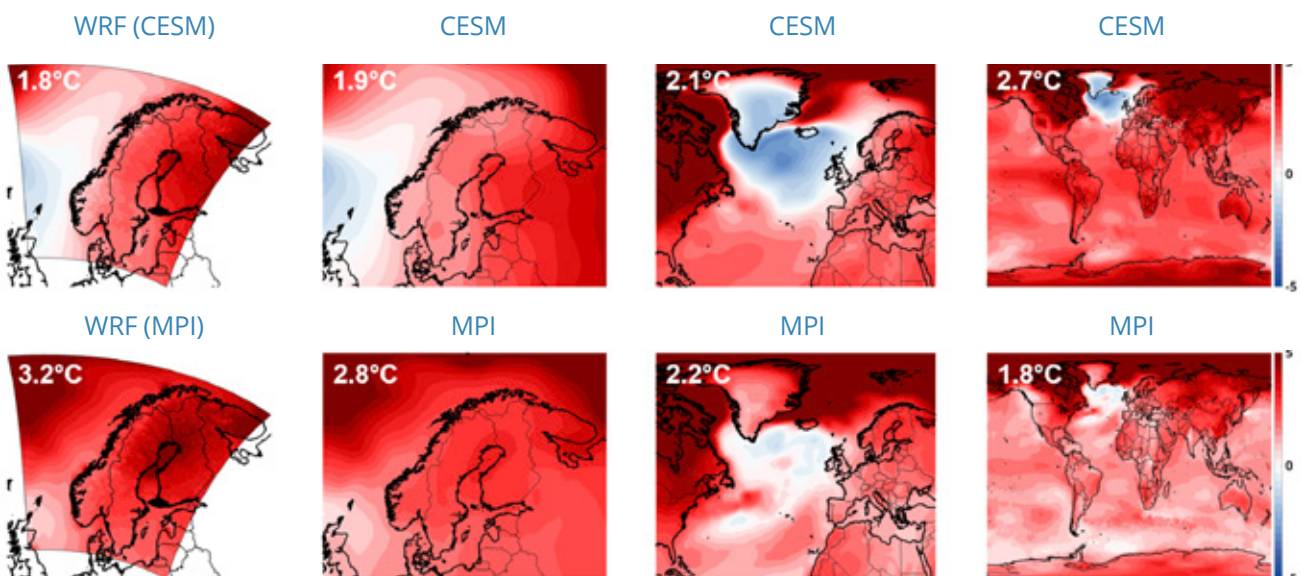 WRF (CESM) CESM CESM CESM
1.8°C 1.9°C 2.1°C 2.7°C
0
-5
WRF (MPI) MPI MPI MPI
3.2°C 2.8°C 2.2°C 1.8°C
5
0